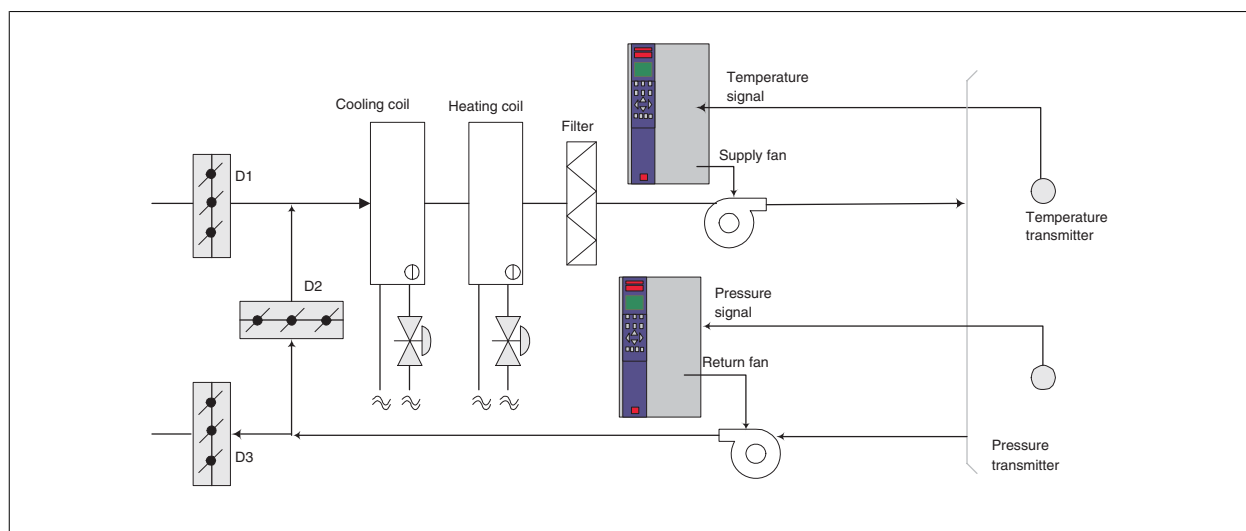 Temperature
signal
Cooling coil
Heating coil
Filter
Supply fan
D1
Temperature
transmitter
D2
Pressure
signal
Return fan
D3
Pressure
transmitter